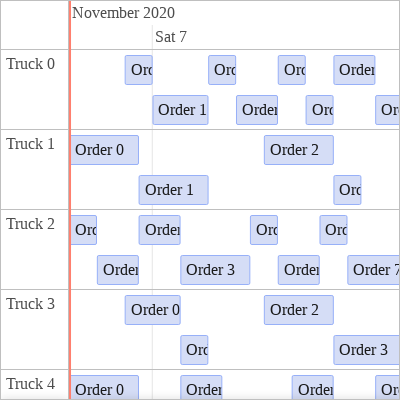 November 2020
Sat 7
Truck 0
Ord Ord Ord Order
Order 1 Order Ord Or
Truck 1
Order 0 Order 2
Order 1 Ord
Truck 2
Ord Order Ord Ord
Order Order 3 Order Order 7
Truck 3
Order 0 Order 2
Ord Order 3
Truck 4
Order 0 Order Order Or